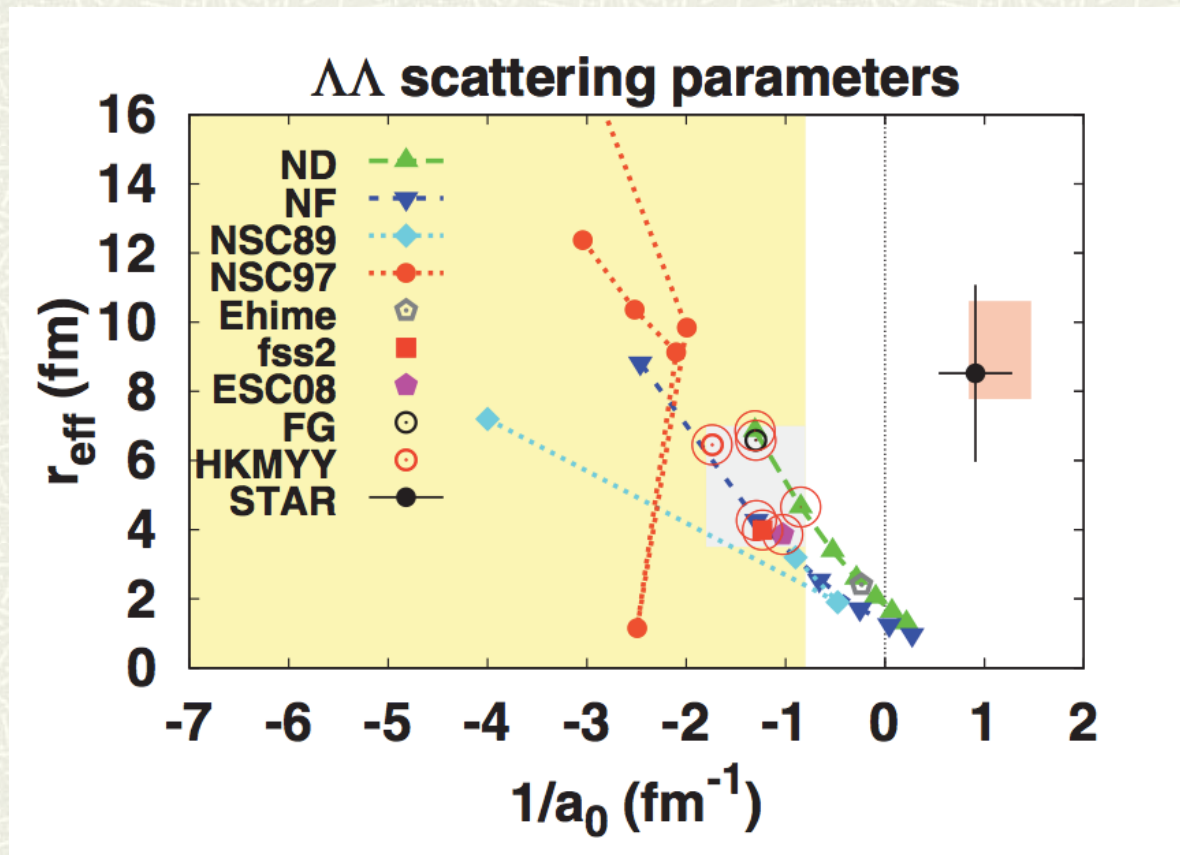 ΛΛ scattering parameters
16
14
12
10
8
6
4
2
0
r_eff (fm)
ND
NF
NSC89
NSC97
Ehime
fss2
ESC08
FG
HKMYY
STAR
-7 -6 -5 -4 -3 -2 -1 0 1 2
1/a₀ (fm⁻¹)